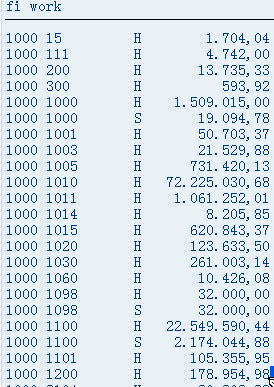 fi work
1000 15 H 1.704,04
1000 111 H 4.742,00
1000 200 H 13.735,33
1000 300 H 593,92
1000 1000 H 1.509.015,00
1000 1000 S 19.094,78
1000 1001 H 50.703,37
1000 1003 H 21.529,88
1000 1005 H 731.420,13
1000 1010 H 72.225.030,68
1000 1011 H 1.061.252,01
1000 1014 H 8.205,85
1000 1015 H 620.843,37
1000 1020 H 123.633,50
1000 1030 H 261.003,14
1000 1060 H 10.426,08
1000 1098 H 32.000,00
1000 1098 S 32.000,00
1000 1100 H 22.549.590,44
1000 1100 S 2.174.044,88
1000 1101 H 105.355,95
1000 1200 H 178.954,98